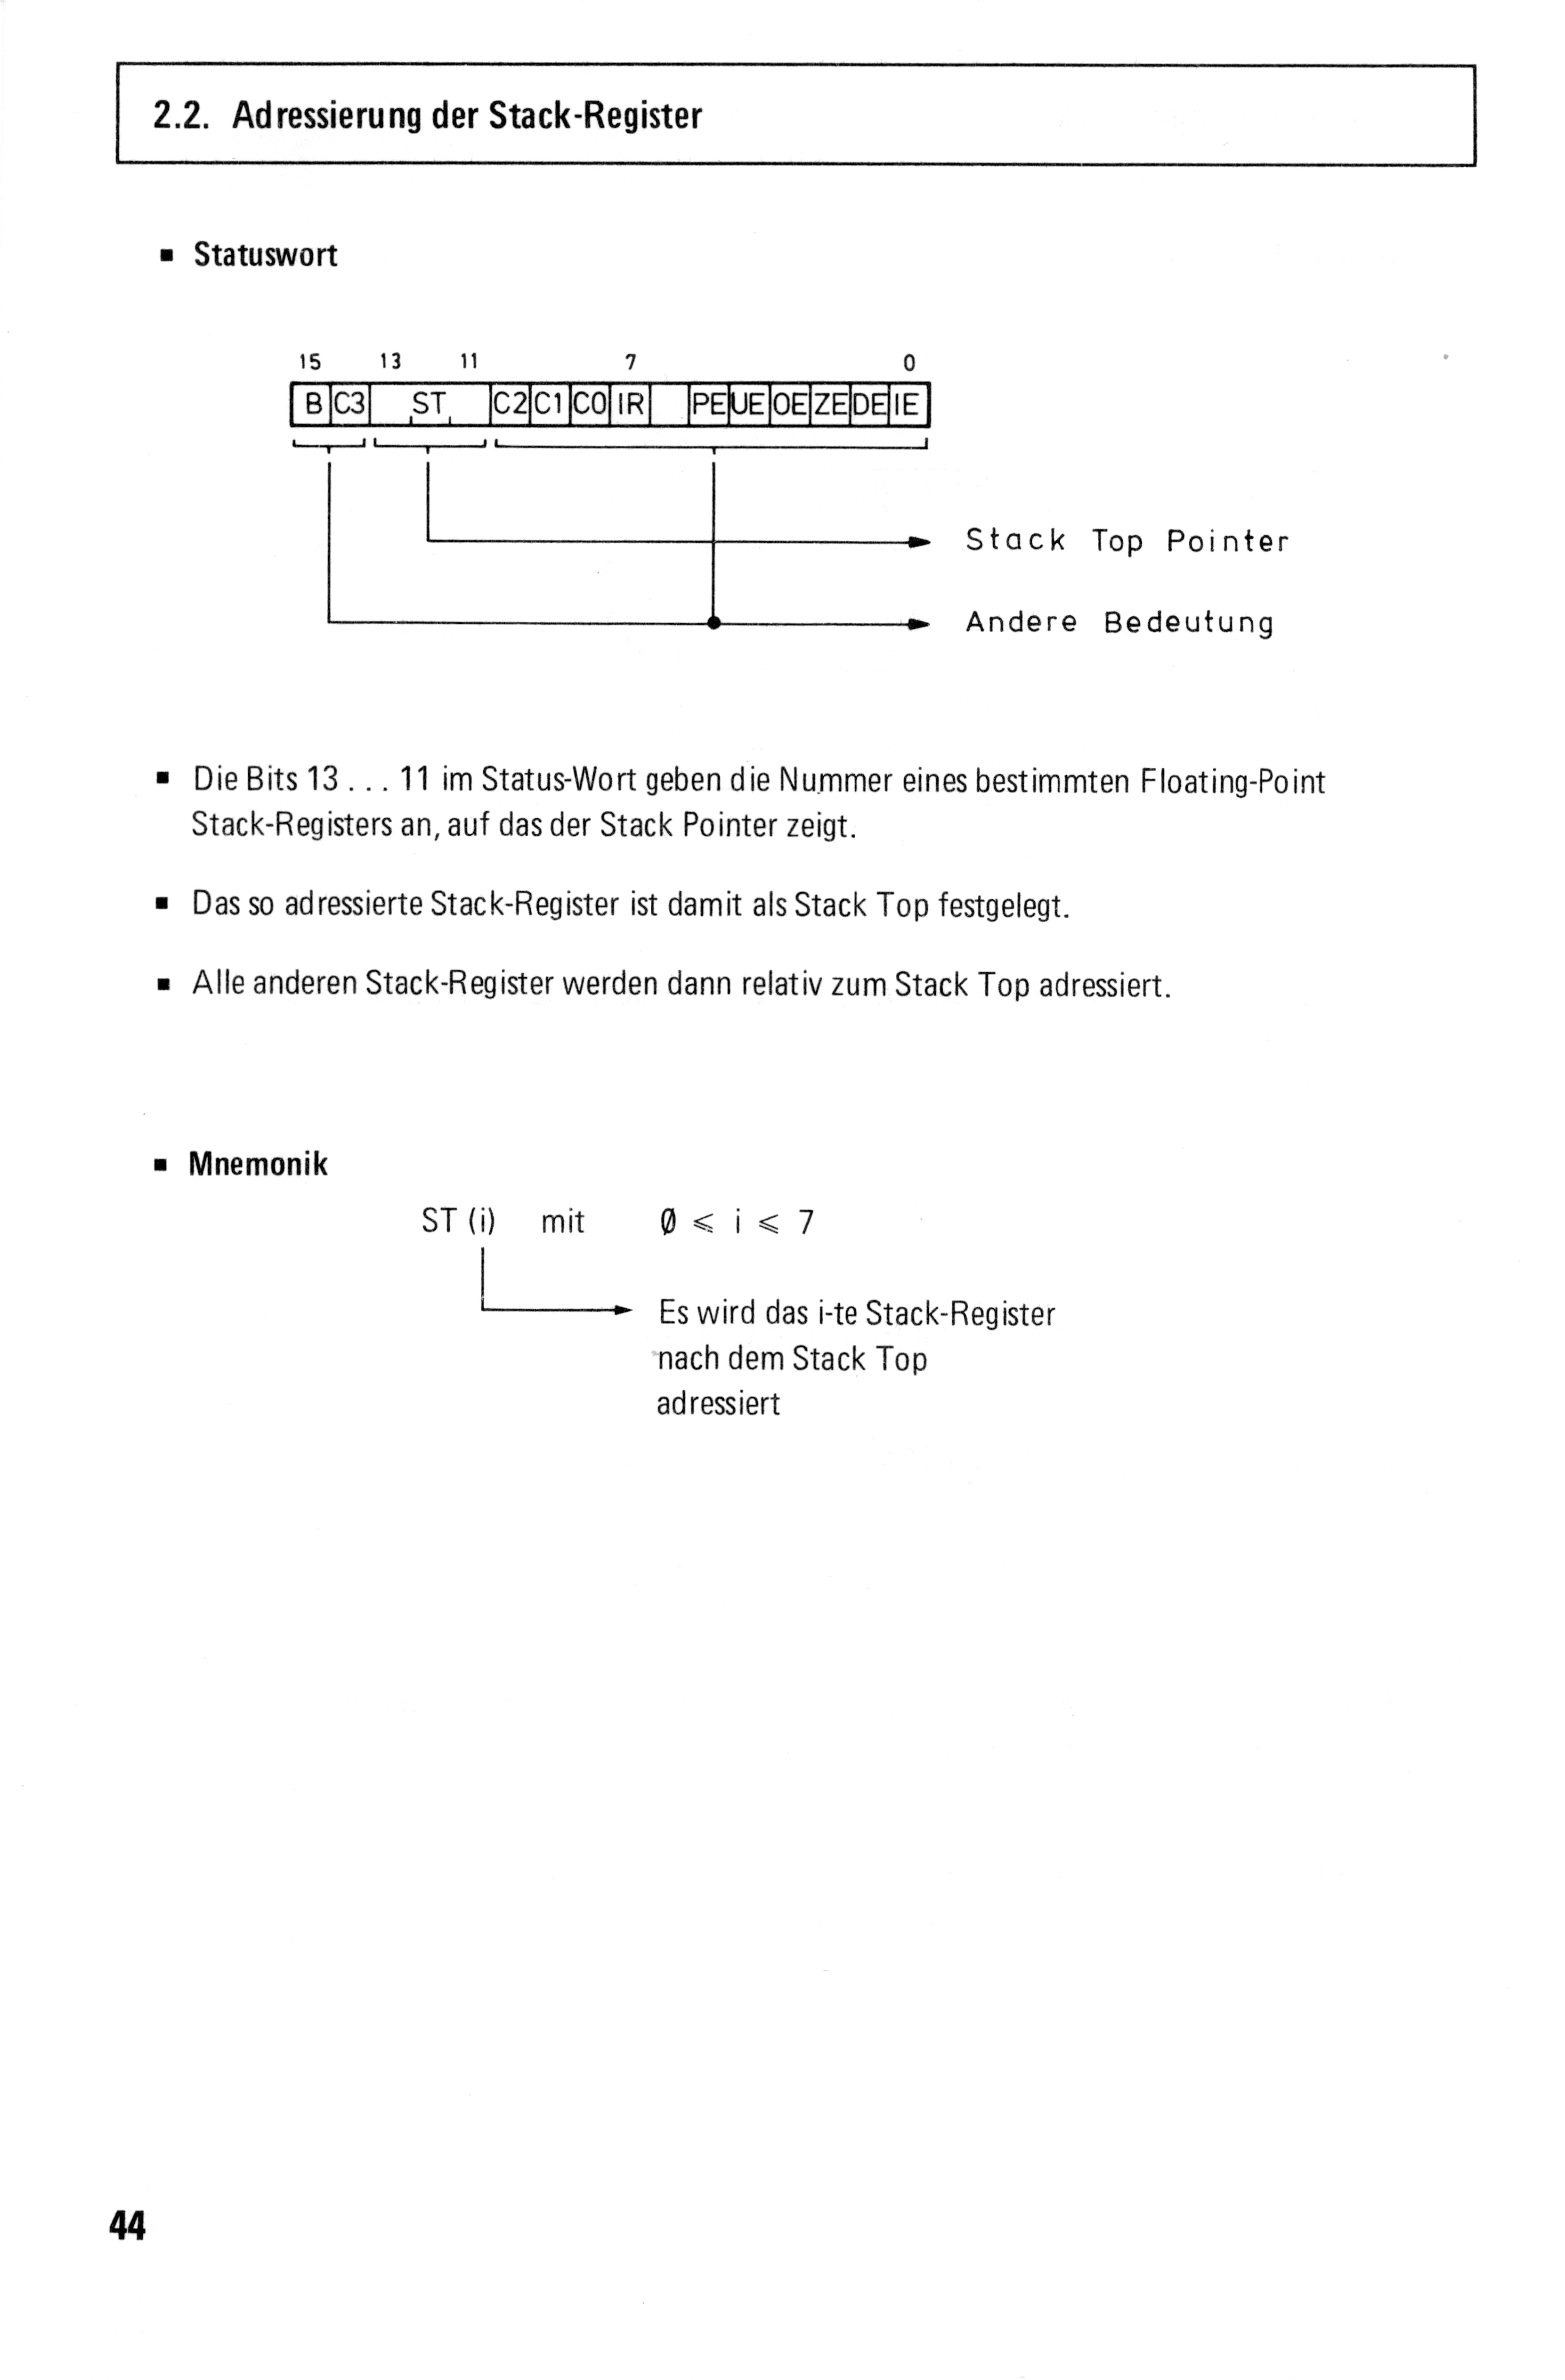 2.2. Adressierung der Stack-Register
■ Statuswort
15 13 11 7 0
B C3 ST C2 C1 C0 IR PE UE OE ZE DE IE
Stack Top Pointer
Andere Bedeutung
■ Die Bits 13 . . . 11 im Status-Wort geben die Nummer eines bestimmten Floating-Point
Stack-Registers an, auf das der Stack Pointer zeigt.
■ Das so adressierte Stack-Register ist damit als Stack Top festgelegt.
■ Alle anderen Stack-Register werden dann relativ zum Stack Top adressiert.
■ Mnemonik
ST (i) mit Ø ⩽ i ⩽ 7
Es wird das i-te Stack-Register
nach dem Stack Top
adressiert
44